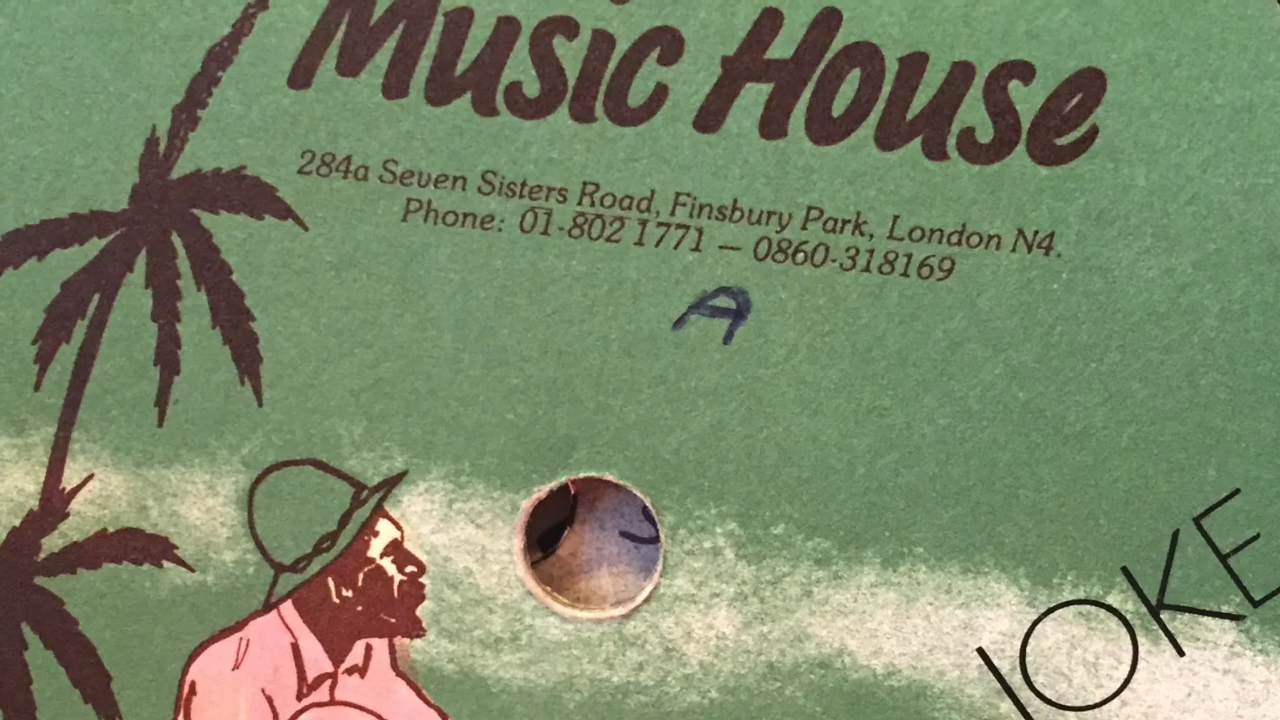 Music House
284a Seven Sisters Road, Finsbury Park, London N4.
Phone: 01-802 1771 — 0860-318169
A
JOKE